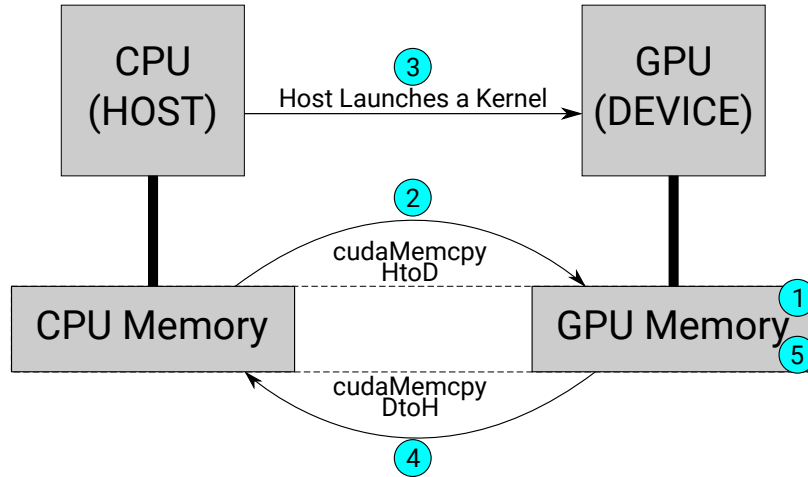 CPU
(HOST)
3
Host Launches a Kernel
GPU
(DEVICE)
2
cudaMemcpy
HtoD
CPU Memory
GPU Memory
1
5
cudaMemcpy
DtoH
4